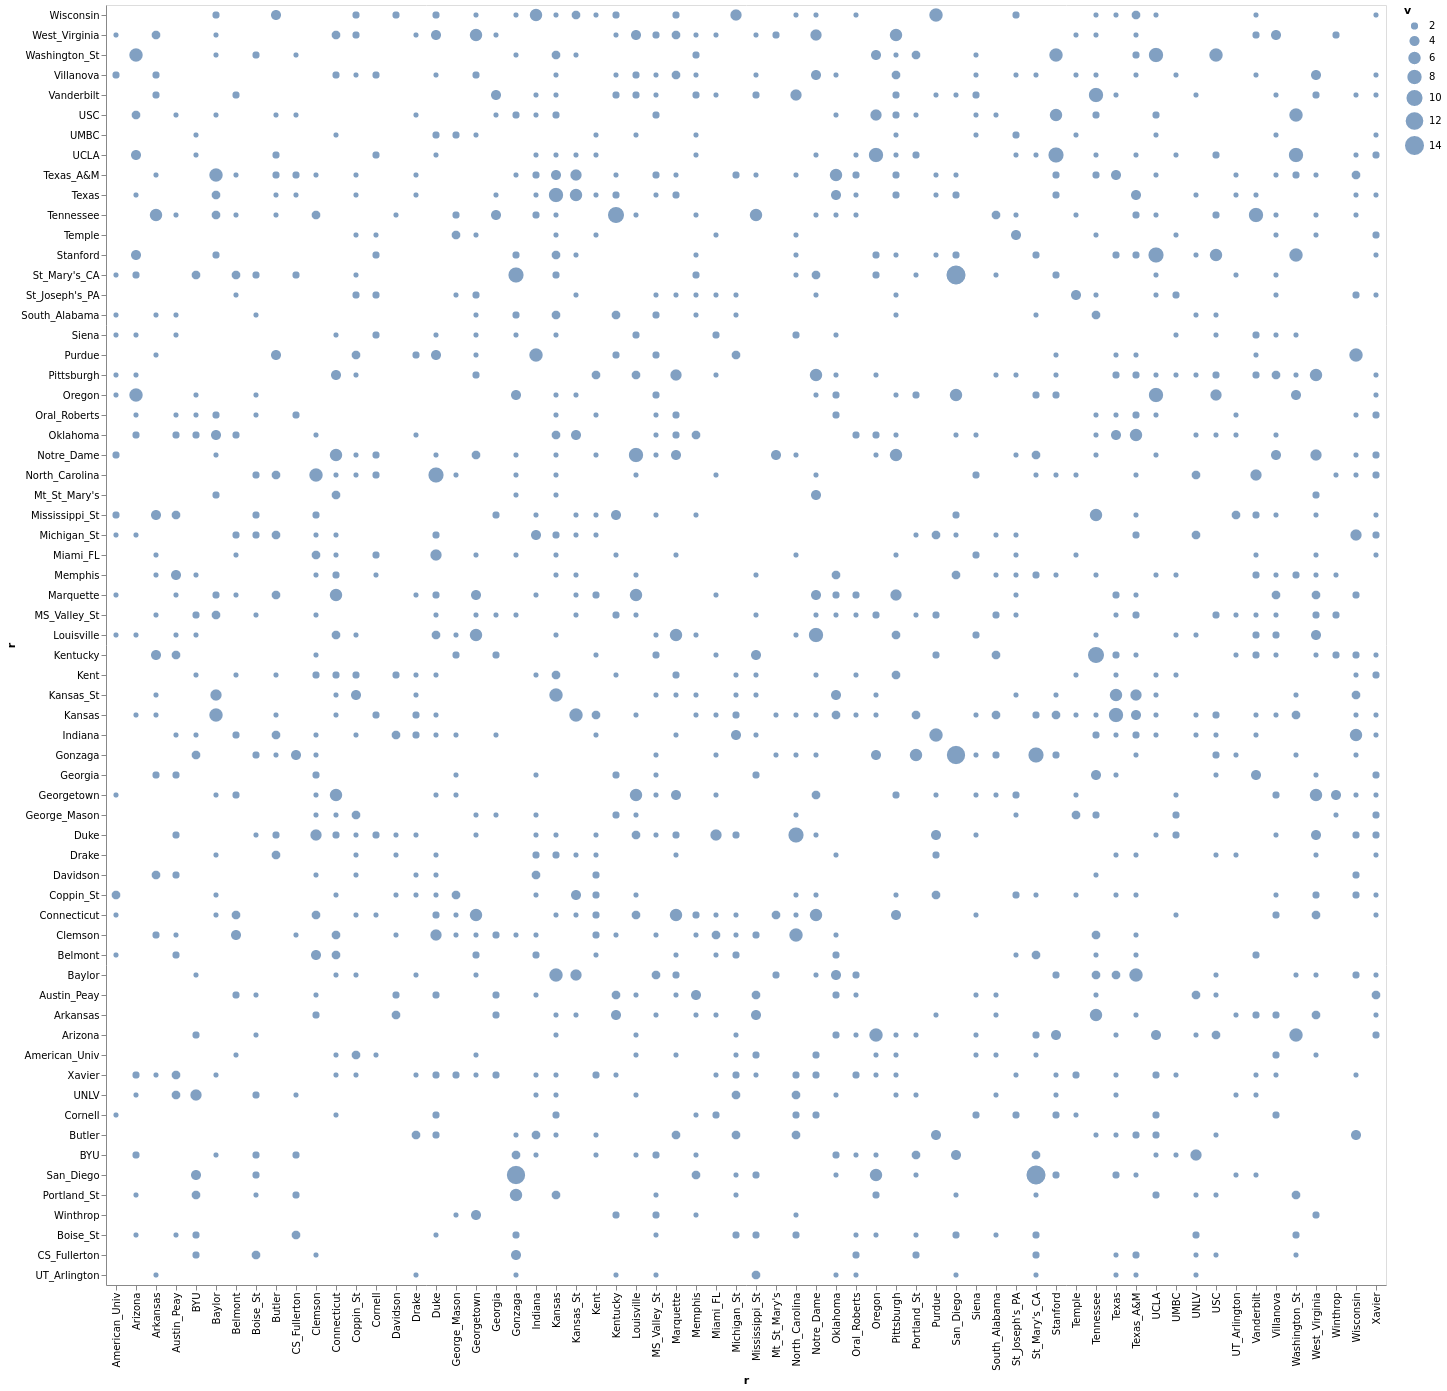 v
2
4
6
8
10
12
14
Wisconsin
West_Virginia
Washington_St
Villanova
Vanderbilt
USC
UMBC
UCLA
Texas_A&M
Texas
Tennessee
Temple
Stanford
St_Mary's_CA
St_Joseph's_PA
South_Alabama
Siena
Purdue
Pittsburgh
Oregon
Oral_Roberts
Oklahoma
Notre_Dame
North_Carolina
Mt_St_Mary's
Mississippi_St
Michigan_St
Miami_FL
Memphis
Marquette
MS_Valley_St
Louisville
Kentucky
Kent
Kansas_St
Kansas
Indiana
Gonzaga
Georgia
Georgetown
George_Mason
Duke
Drake
Davidson
Coppin_St
Connecticut
Clemson
Belmont
Baylor
Austin_Peay
Arkansas
Arizona
American_Univ
Xavier
UNLV
Cornell
Butler
BYU
San_Diego
Portland_St
Winthrop
Boise_St
CS_Fullerton
UT_Arlington
r
American_Univ
Arizona
Arkansas
Austin_Peay
BYU
Baylor
Belmont
Boise_St
Butler
CS_Fullerton
Clemson
Connecticut
Coppin_St
Cornell
Davidson
Drake
Duke
George_Mason
Georgetown
Georgia
Gonzaga
Indiana
Kansas
Kansas_St
Kent
Kentucky
Louisville
MS_Valley_St
Marquette
Memphis
Miami_FL
Michigan_St
Mississippi_St
Mt_St_Mary's
North_Carolina
Notre_Dame
Oklahoma
Oral_Roberts
Oregon
Pittsburgh
Portland_St
Purdue
San_Diego
Siena
South_Alabama
St_Joseph's_PA
St_Mary's_CA
Stanford
Temple
Tennessee
Texas
Texas_A&M
UCLA
UMBC
UNLV
USC
UT_Arlington
Vanderbilt
Villanova
Washington_St
West_Virginia
Winthrop
Wisconsin
Xavier
r